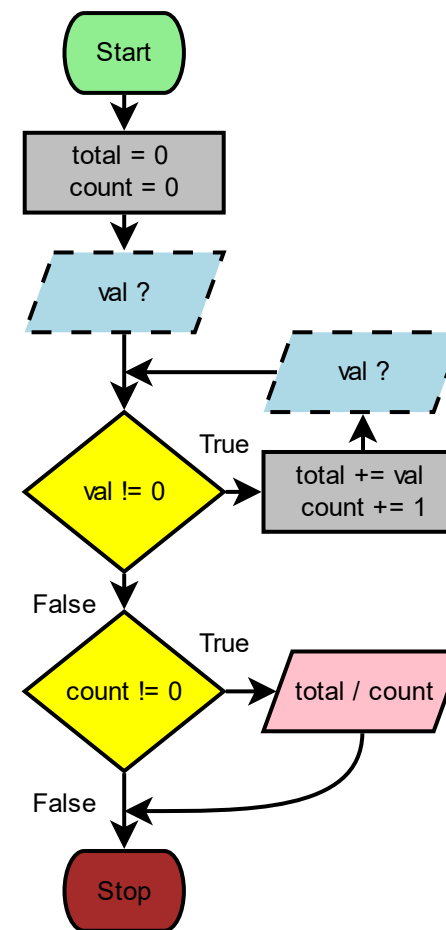 Start
total = 0
count = 0
val ?
val ?
True
val != 0
total += val
count += 1
False
True
count != 0
total / count
False
Stop